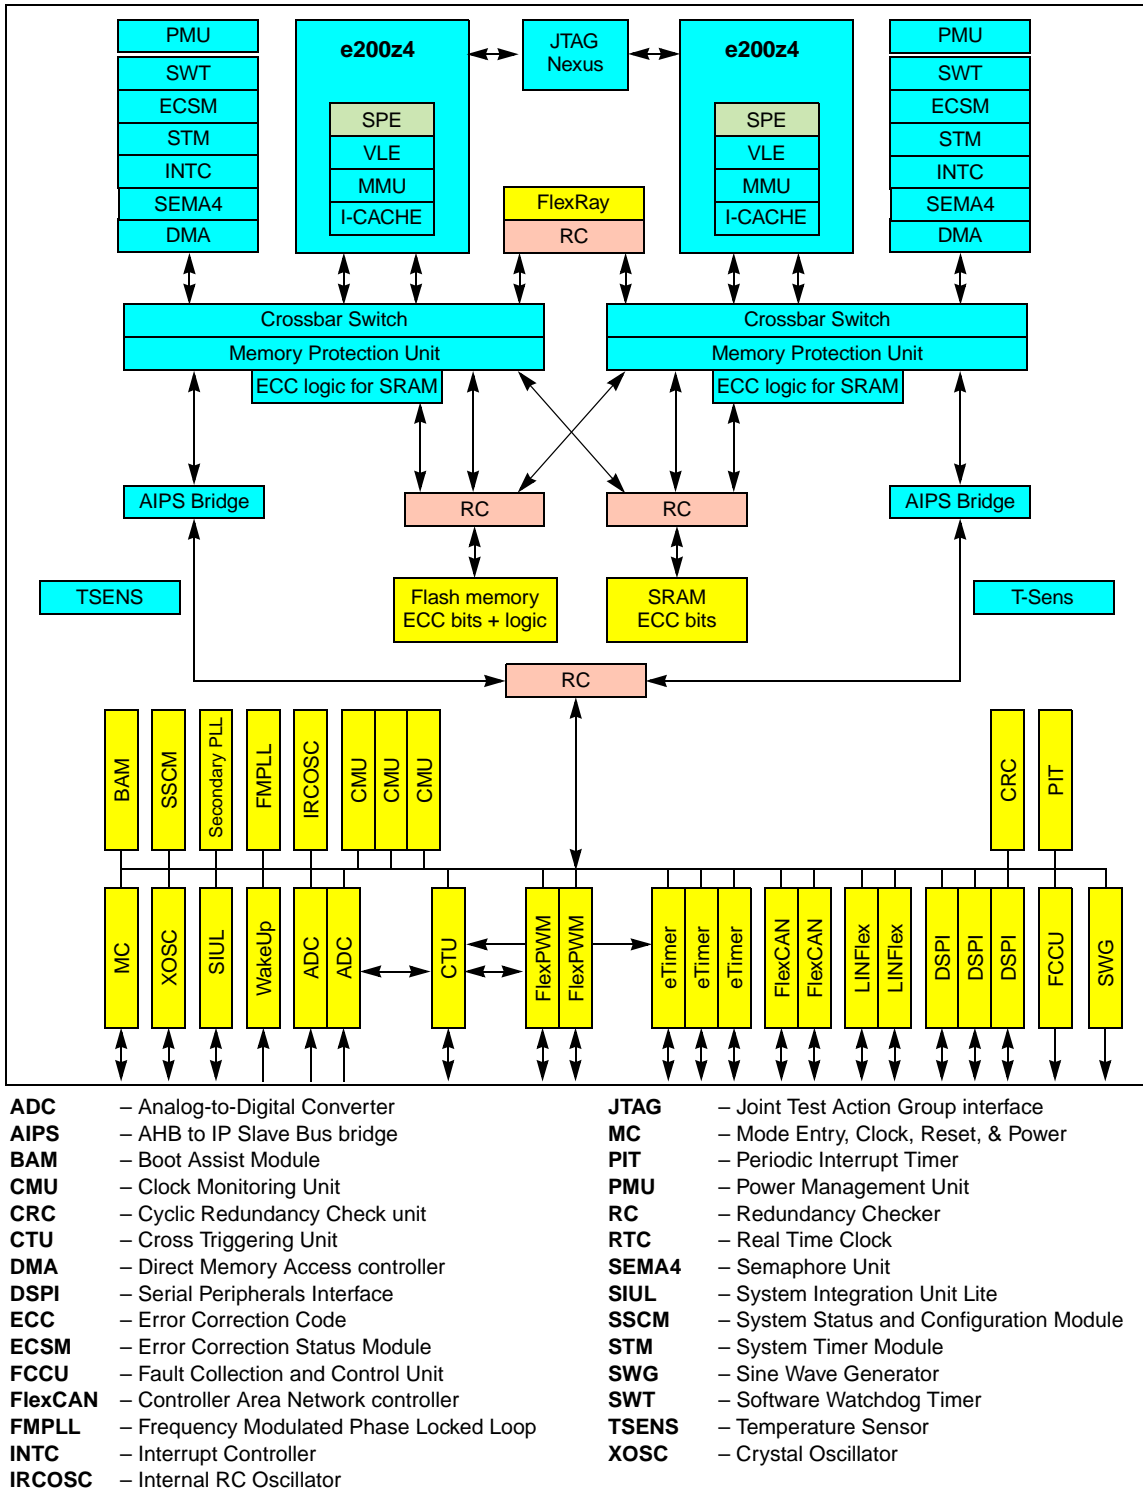 PMU
SWT
ECSM
STM
INTC
SEMA4
DMA
e200z4
SPE
VLE
MMU
I-CACHE
JTAG
Nexus
FlexRay
RC
e200z4
SPE
VLE
MMU
I-CACHE
PMU
SWT
ECSM
STM
INTC
SEMA4
DMA
Crossbar Switch
Memory Protection Unit
ECC logic for SRAM
Crossbar Switch
Memory Protection Unit
ECC logic for SRAM
AIPS Bridge
RC
RC
AIPS Bridge
TSENS
Flash memory
ECC bits + logic
SRAM
ECC bits
T-Sens
RC
BAM
SSCM
Secondary PLL
FMPLL
IRCOSC
CMU
CMU
CMU
CRC
PIT
MC
XOSC
SIUL
WakeUp
ADC
ADC
CTU
FlexPWM
FlexPWM
eTimer
eTimer
eTimer
FlexCAN
FlexCAN
LINFlex
LINFlex
DSPI
DSPI
DSPI
FCCU
SWG
ADC – Analog-to-Digital Converter
AIPS – AHB to IP Slave Bus bridge
BAM – Boot Assist Module
CMU – Clock Monitoring Unit
CRC – Cyclic Redundancy Check unit
CTU – Cross Triggering Unit
DMA – Direct Memory Access controller
DSPI – Serial Peripherals Interface
ECC – Error Correction Code
ECSM – Error Correction Status Module
FCCU – Fault Collection and Control Unit
FlexCAN – Controller Area Network controller
FMPLL – Frequency Modulated Phase Locked Loop
INTC – Interrupt Controller
IRCOSC – Internal RC Oscillator
JTAG – Joint Test Action Group interface
MC – Mode Entry, Clock, Reset, & Power
PIT – Periodic Interrupt Timer
PMU – Power Management Unit
RC – Redundancy Checker
RTC – Real Time Clock
SEMA4 – Semaphore Unit
SIUL – System Integration Unit Lite
SSCM – System Status and Configuration Module
STM – System Timer Module
SWG – Sine Wave Generator
SWT – Software Watchdog Timer
TSENS – Temperature Sensor
XOSC – Crystal Oscillator